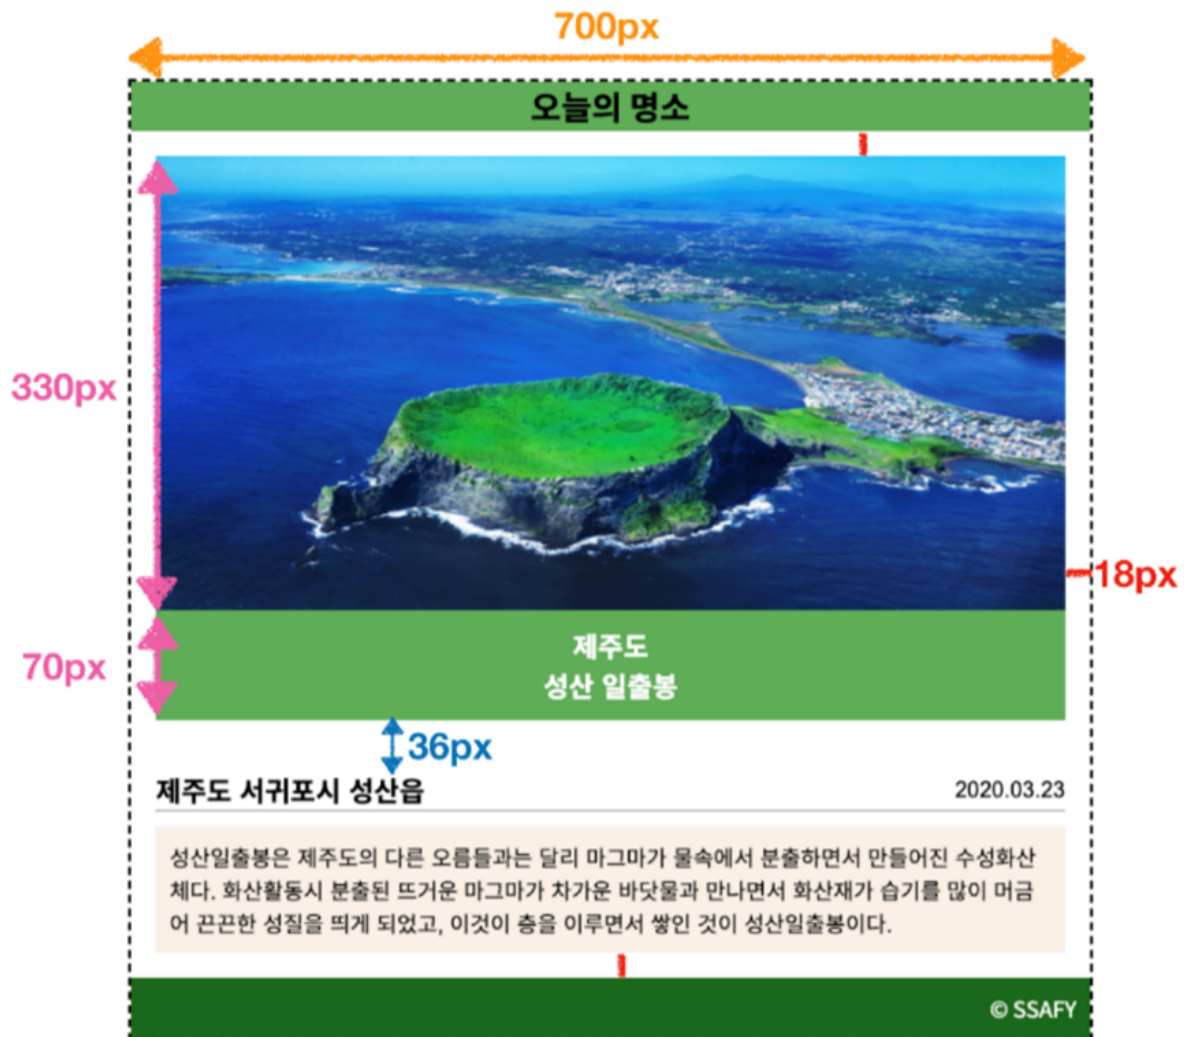 700px
오늘의 명소
330px
18px
제주도
70px
성산 일출봉
36px
제주도 서귀포시 성산읍
2020.03.23
성산일출봉은 제주도의 다른 오름들과는 달리 마그마가 물속에서 분출하면서 만들어진 수성화산
체다. 화산활동시 분출된 뜨거운 마그마가 차가운 바닷물과 만나면서 화산재가 습기를 많이 머금
어 끈끈한 성질을 띄게 되었고, 이것이 층을 이루면서 쌓인 것이 성산일출봉이다.
© SSAFY